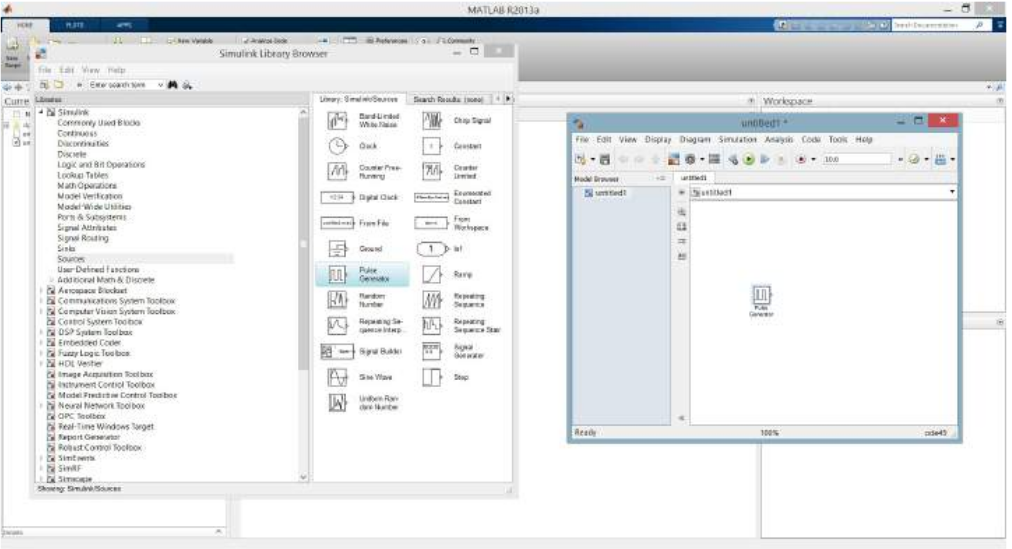 MATLAB R2013a
HOME PLOTS APPS
Search Documentation
New Variable Analyze Code Preferences Community
Simulink Library Browser
File Edit View Help
Enter search term
Libraries
Library: Simulink/Sources Search Results: (none)
Simulink
Commonly Used Blocks
Continuous
Discontinuities
Discrete
Logic and Bit Operations
Lookup Tables
Math Operations
Model Verification
Model-Wide Utilities
Ports & Subsystems
Signal Attributes
Signal Routing
Sinks
Sources
User-Defined Functions
Additional Math & Discrete
Aerospace Blockset
Communications System Toolbox
Computer Vision System Toolbox
Control System Toolbox
DSP System Toolbox
Embedded Coder
Fuzzy Logic Toolbox
HDL Verifier
Image Acquisition Toolbox
Instrument Control Toolbox
Model Predictive Control Toolbox
Neural Network Toolbox
OPC Toolbox
Real-Time Windows Target
Report Generator
Robust Control Toolbox
SimEvents
SimRF
Simscape
Showing: Simulink/Sources
Band-Limited
White Noise
Chirp Signal
Clock
1
Constant
Counter Free-
Running
Counter
Limited
12:34
Digital Clock
Enumerated
Constant
From File
From
Workspace
Ground
1
In1
Pulse
Generator
Ramp
Random
Number
Repeating
Sequence
Repeating Se-
quence Interp...
Repeating
Sequence Stair
Signal Builder
Signal
Generator
Sine Wave
Step
Uniform Ran-
dom Number
Workspace
untitled1 *
File Edit View Display Diagram Simulation Analysis Code Tools Help
10.0
Model Browser
untitled1
untitled1
untitled1
Pulse
Generator
Ready 100% ode45
Details